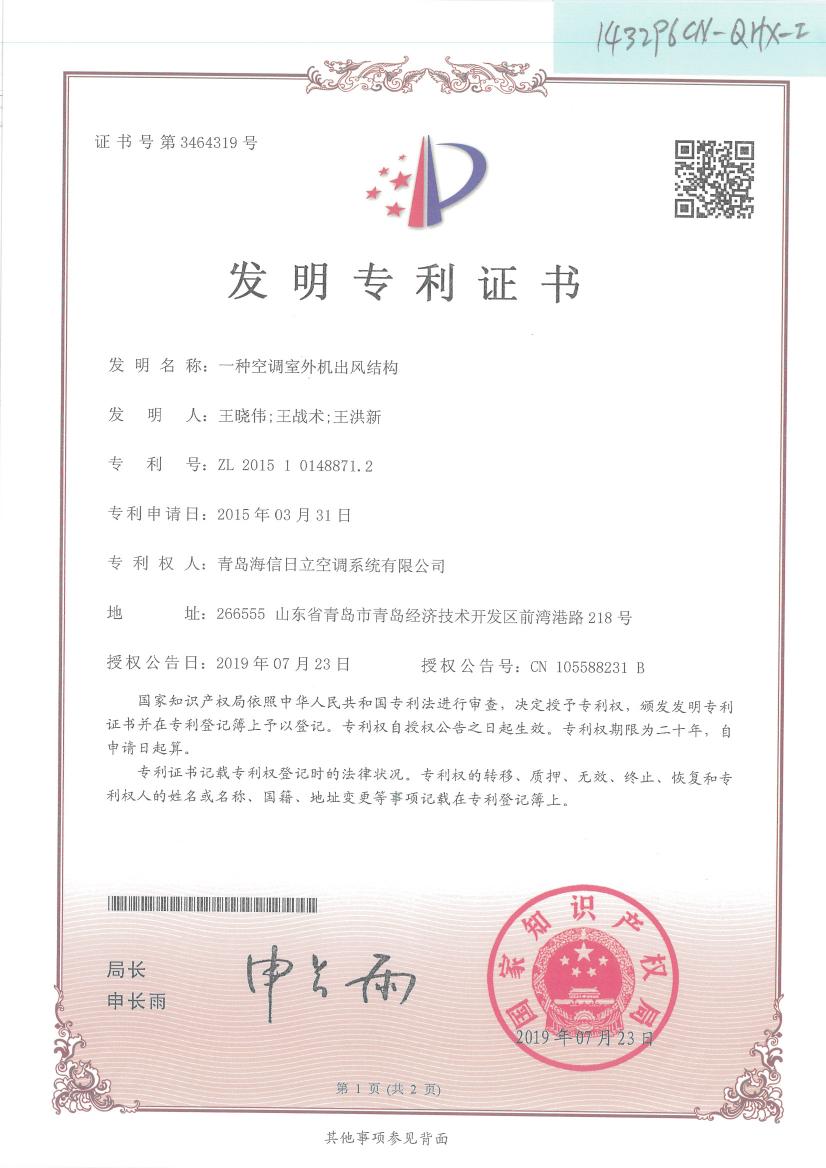 143296CN-QHX-I
证书号第3464319号
发明专利证书
发明名称：一种空调室外机出风结构
发明人：王晓伟;王战术;王洪新
专利号：ZL 2015 1 0148871.2
专利申请日：2015年03月31日
专利权人：青岛海信日立空调系统有限公司
地址：266555 山东省青岛市青岛经济技术开发区前湾港路218号
授权公告日：2019年07月23日 授权公告号：CN 105588231 B
国家知识产权局依照中华人民共和国专利法进行审查，决定授予专利权，颁发发明专利
证书并在专利登记簿上予以登记。专利权自授权公告之日起生效。专利权期限为二十年，自
申请日起算。
专利证书记载专利权登记时的法律状况。专利权的转移、质押、无效、终止、恢复和专
利权人的姓名或名称、国籍、地址变更等事项记载在专利登记簿上。
局长
申长雨
申长雨
国家知识产权局
2019年07月23日
第1页(共2页)
其他事项参见背面